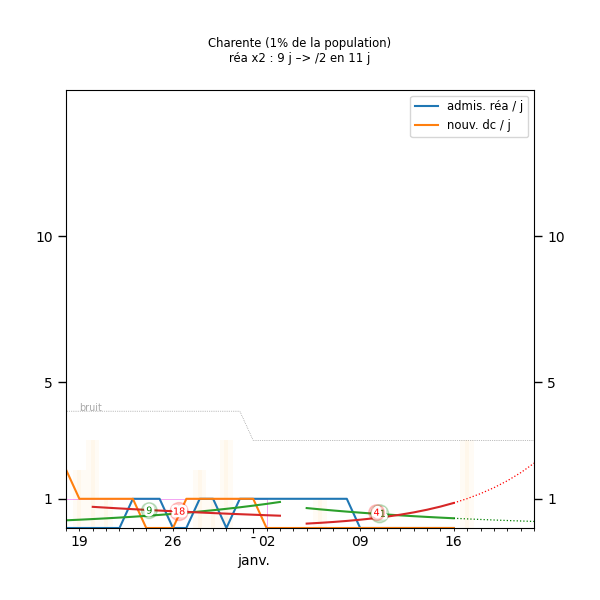 Charente (1% de la population)
réa x2 : 9 j –> /2 en 11 j
admis. réa / j
nouv. dc / j
10
10
5
5
bruit
1
1
9
18
4
19
26
- 02
09
16
janv.